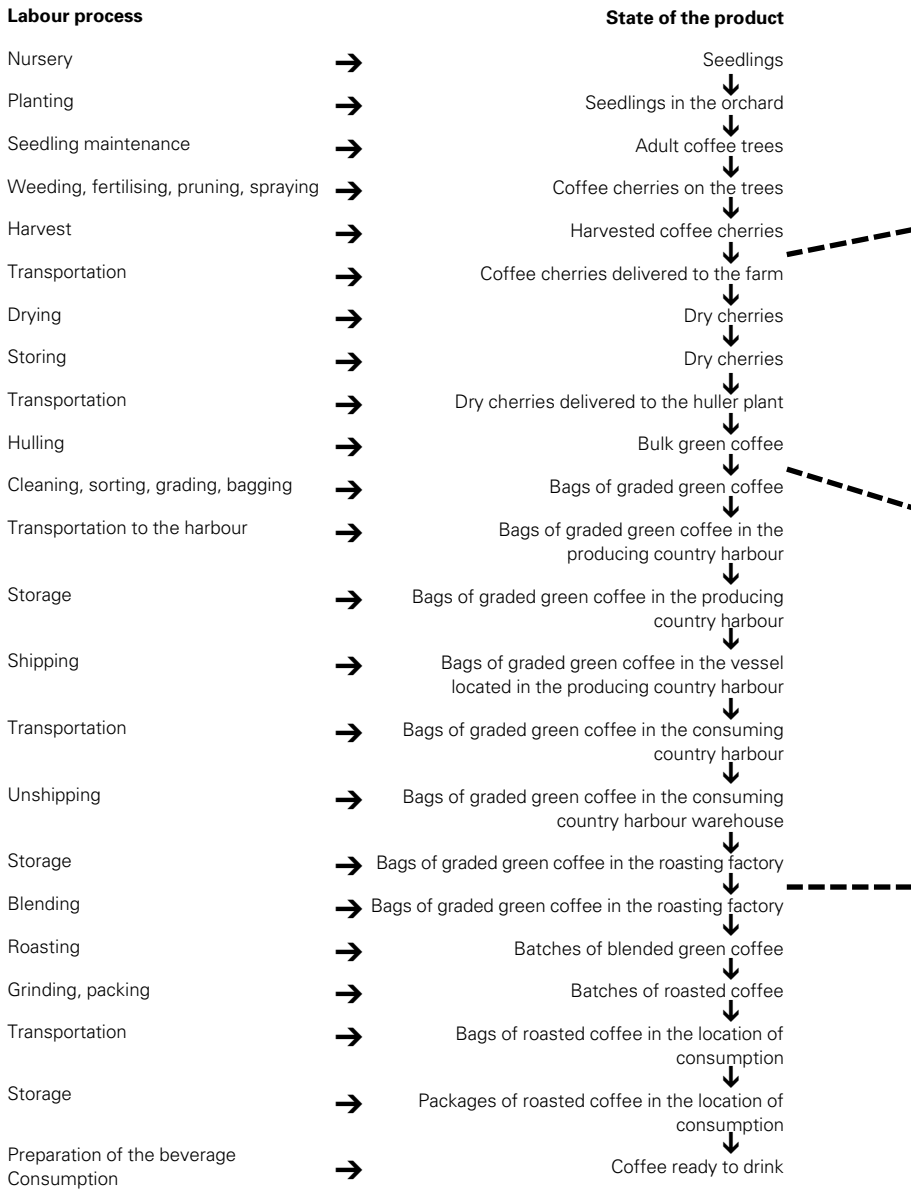 Labour process State of the product
Nursery Seedlings
Planting Seedlings in the orchard
Seedling maintenance Adult coffee trees
Weeding, fertilising, pruning, spraying Coffee cherries on the trees
Harvest Harvested coffee cherries
Transportation Coffee cherries delivered to the farm
Drying Dry cherries
Storing Dry cherries
Transportation Dry cherries delivered to the huller plant
Hulling Bulk green coffee
Cleaning, sorting, grading, bagging Bags of graded green coffee
Transportation to the harbour Bags of graded green coffee in the
producing country harbour
Storage Bags of graded green coffee in the producing
country harbour
Shipping Bags of graded green coffee in the vessel
located in the producing country harbour
Transportation Bags of graded green coffee in the consuming
country harbour
Unshipping Bags of graded green coffee in the consuming
country harbour warehouse
Storage Bags of graded green coffee in the roasting factory
Blending Bags of graded green coffee in the roasting factory
Roasting Batches of blended green coffee
Grinding, packing Batches of roasted coffee
Transportation Bags of roasted coffee in the location of
consumption
Storage Packages of roasted coffee in the location of
consumption
Preparation of the beverage
Consumption Coffee ready to drink